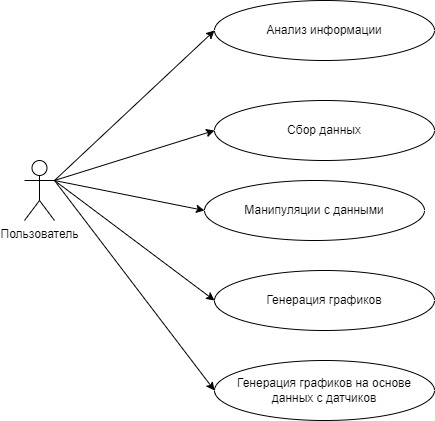 Анализ информации
Сбор данных
Манипуляции с данными
Пользователь
Генерация графиков
Генерация графиков на основе
данных с датчиков